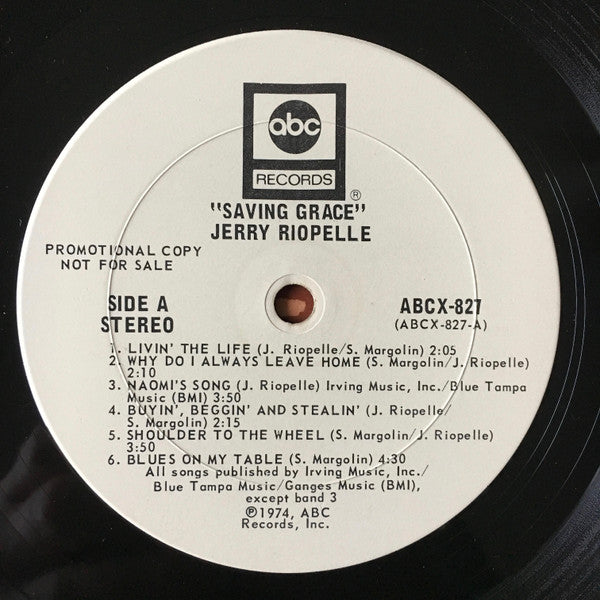 abc
RECORDS
®
"SAVING GRACE"
JERRY RIOPELLE
PROMOTIONAL COPY
NOT FOR SALE
SIDE A
STEREO
ABCX-827
(ABCX-827-A)
1. LIVIN' THE LIFE (J. Riopelle/S. Margolin) 2:05
2. WHY DO I ALWAYS LEAVE HOME (S. Margolin/J. Riopelle)
2:10
3. NAOMI'S SONG (J. Riopelle) Irving Music, Inc./Blue Tampa
Music (BMI) 3:50
4. BUYIN', BEGGIN' AND STEALIN' (J. Riopelle/
S. Margolin) 2:15
5. SHOULDER TO THE WHEEL (S. Margolin/J. Riopelle)
3:50
6. BLUES ON MY TABLE (S. Margolin) 4:30
All songs published by Irving Music, Inc./
Blue Tampa Music/Ganges Music (BMI),
except band 3
℗1974, ABC
Records, Inc.